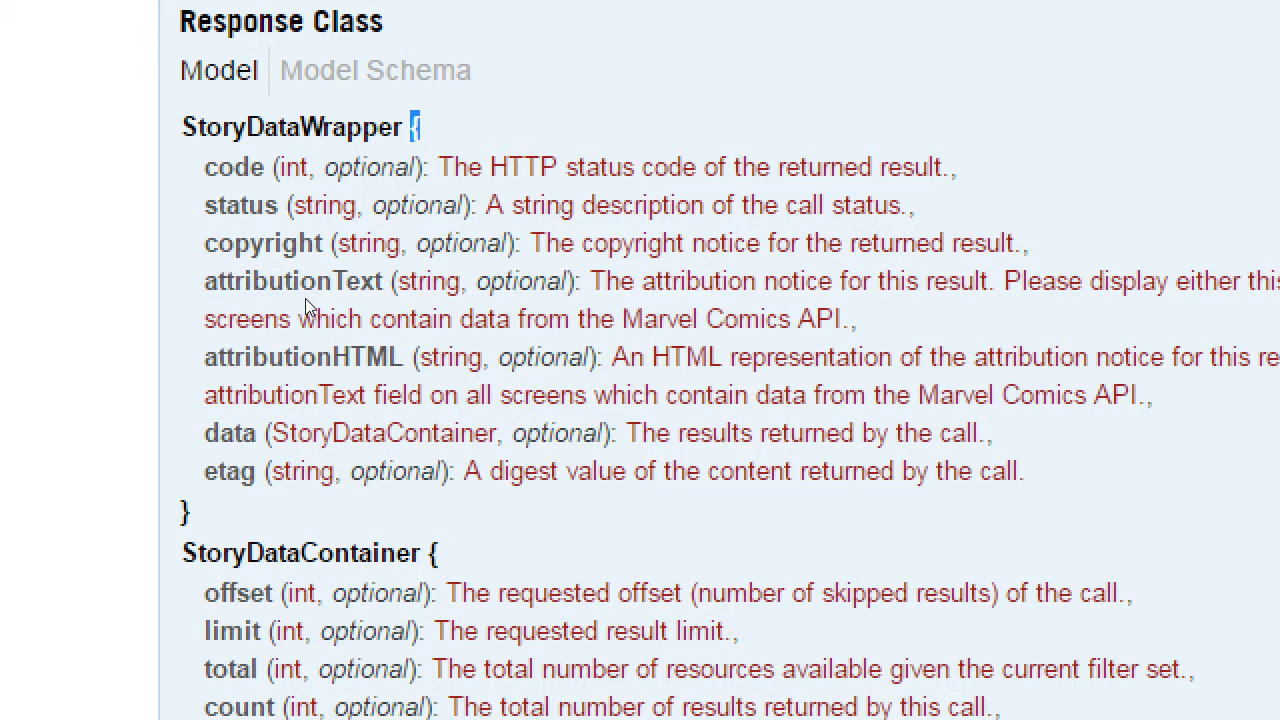 Response Class
Model Model Schema
StoryDataWrapper {
code (int, optional): The HTTP status code of the returned result.,
status (string, optional): A string description of the call status.,
copyright (string, optional): The copyright notice for the returned result.,
attributionText (string, optional): The attribution notice for this result. Please display either this
screens which contain data from the Marvel Comics API.,
attributionHTML (string, optional): An HTML representation of the attribution notice for this re
attributionText field on all screens which contain data from the Marvel Comics API.,
data (StoryDataContainer, optional): The results returned by the call.,
etag (string, optional): A digest value of the content returned by the call.
}
StoryDataContainer {
offset (int, optional): The requested offset (number of skipped results) of the call.,
limit (int, optional): The requested result limit.,
total (int, optional): The total number of resources available given the current filter set.,
count (int, optional): The total number of results returned by this call.,